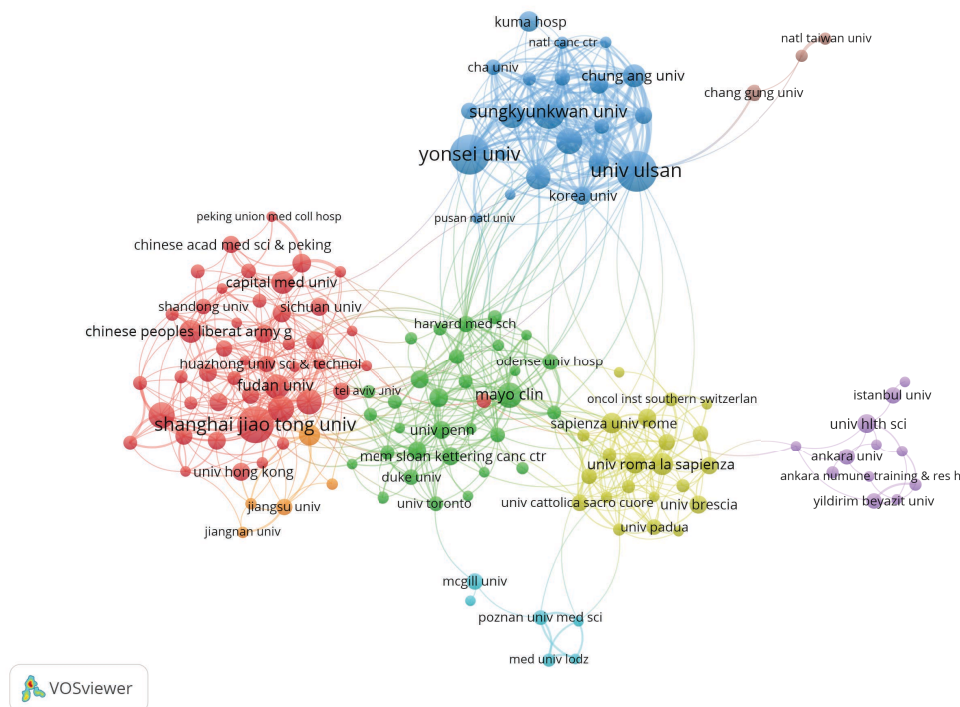 kuma hosp
natl canc ctr
natl taiwan univ
cha univ
chung ang univ
chang gung univ
sungkyunkwan univ
yonsei univ
univ ulsan
korea univ
pusan natl univ
peking union med coll hosp
chinese acad med sci & peking
capital med univ
shandong univ
sichuan univ
chinese peoples liberat army g
harvard med sch
huazhong univ sci & technol
odense univ hosp
fudan univ
tel aviv univ
mayo clin
oncol inst southern switzerlan
istanbul univ
shanghai jiao tong univ
univ penn
sapienza univ rome
univ hlth sci
mem sloan kettering canc ctr
ankara univ
univ hong kong
duke univ
univ roma la sapienza
ankara numune training & res h
jiangsu univ
univ toronto
univ cattolica sacro cuore
univ brescia
yildirim beyazit univ
jiangnan univ
univ padua
mcgill univ
poznan univ med sci
med univ lodz
VOSviewer